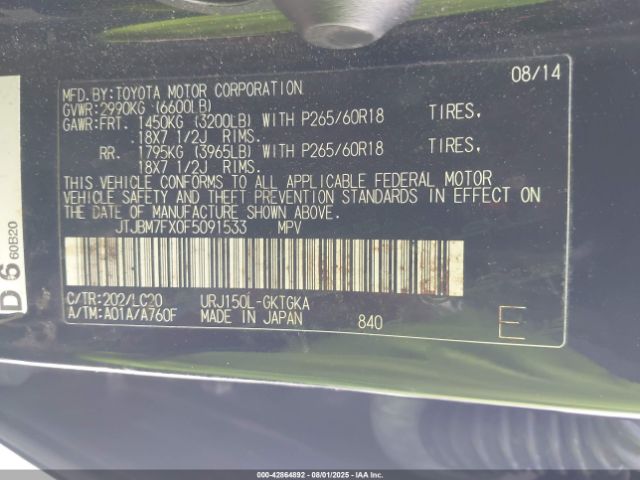 MFD.BY:TOYOTA MOTOR CORPORATION 08/14
GVWR:2990KG (6600LB)
GAWR:FRT. 1450KG (3200LB) WITH P265/60R18 TIRES,
18X7 1/2J RIMS.
RR. 1795KG (3965LB) WITH P265/60R18 TIRES,
18X7 1/2J RIMS.
THIS VEHICLE CONFORMS TO ALL APPLICABLE FEDERAL MOTOR
VEHICLE SAFETY AND THEFT PREVENTION STANDARDS IN EFFECT ON
THE DATE OF MANUFACTURE SHOWN ABOVE.
JTJBM7FX0F5091533 MPV
C/TR:202/LC20 URJ150L-GKTGKA
A/TM:A01A/A760F MADE IN JAPAN 840 E
D 6 60B20
000-42864892 - 08/01/2025 - IAAI.COM